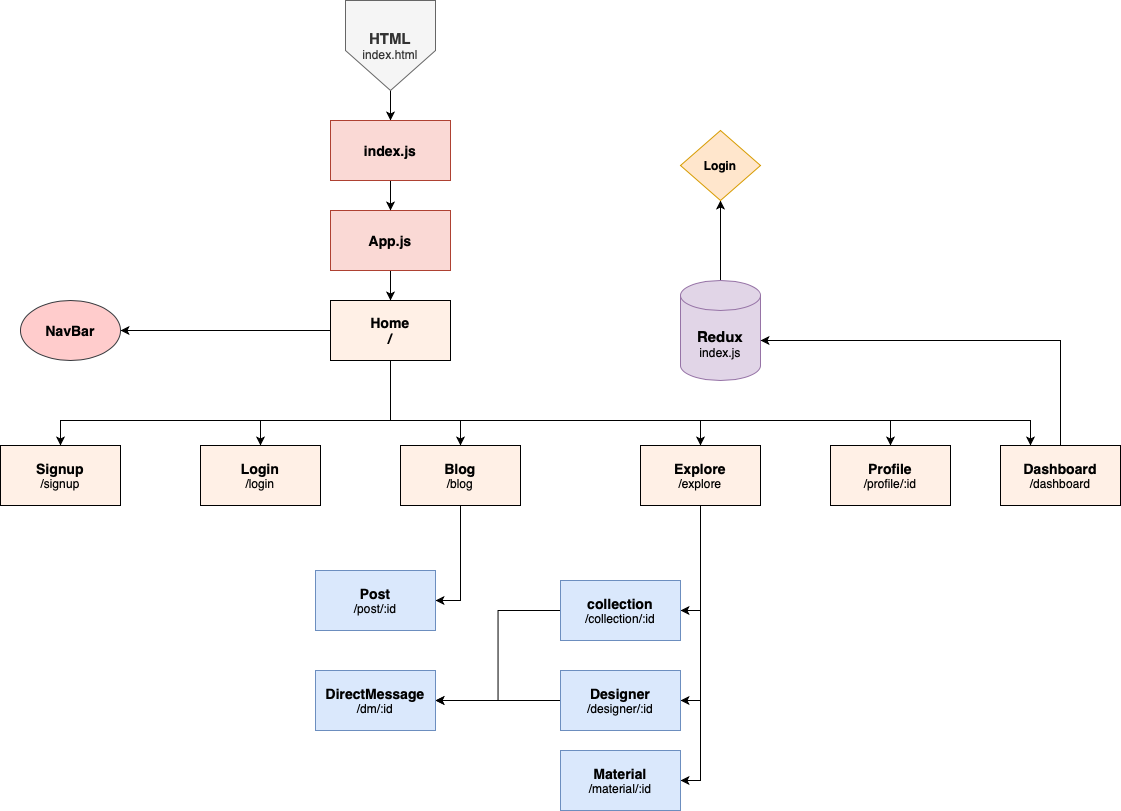 HTML
index.html
index.js
Login
App.js
Home
/
NavBar
Redux
index.js
Signup
/signup
Login
/login
Blog
/blog
Explore
/explore
Profile
/profile/:id
Dashboard
/dashboard
Post
/post/:id
collection
/collection/:id
DirectMessage
/dm/:id
Designer
/designer/:id
Material
/material/:id